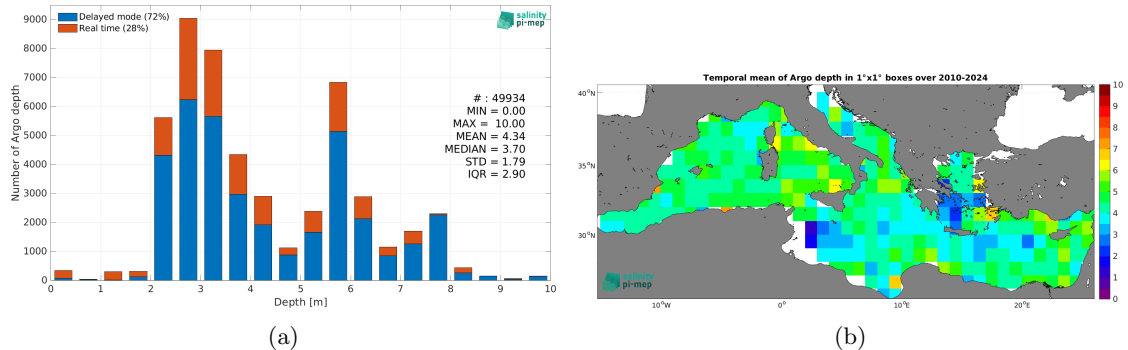 Delayed mode (72%)
Real time (28%)
salinity
pi-mep
Number of Argo depth
9000
8000
7000
6000
5000
4000
3000
2000
1000
0
# : 49934
MIN = 0.00
MAX = 10.00
MEAN = 4.34
MEDIAN = 3.70
STD = 1.79
IQR = 2.90
0 1 2 3 4 5 6 7 8 9 10
Depth [m]
(a)
Temporal mean of Argo depth in 1°x1° boxes over 2010-2024
40°N
35°N
30°N
10°W 0° 10°E 20°E
salinity
pi-mep
10
9
8
7
6
5
4
3
2
1
0
(b)